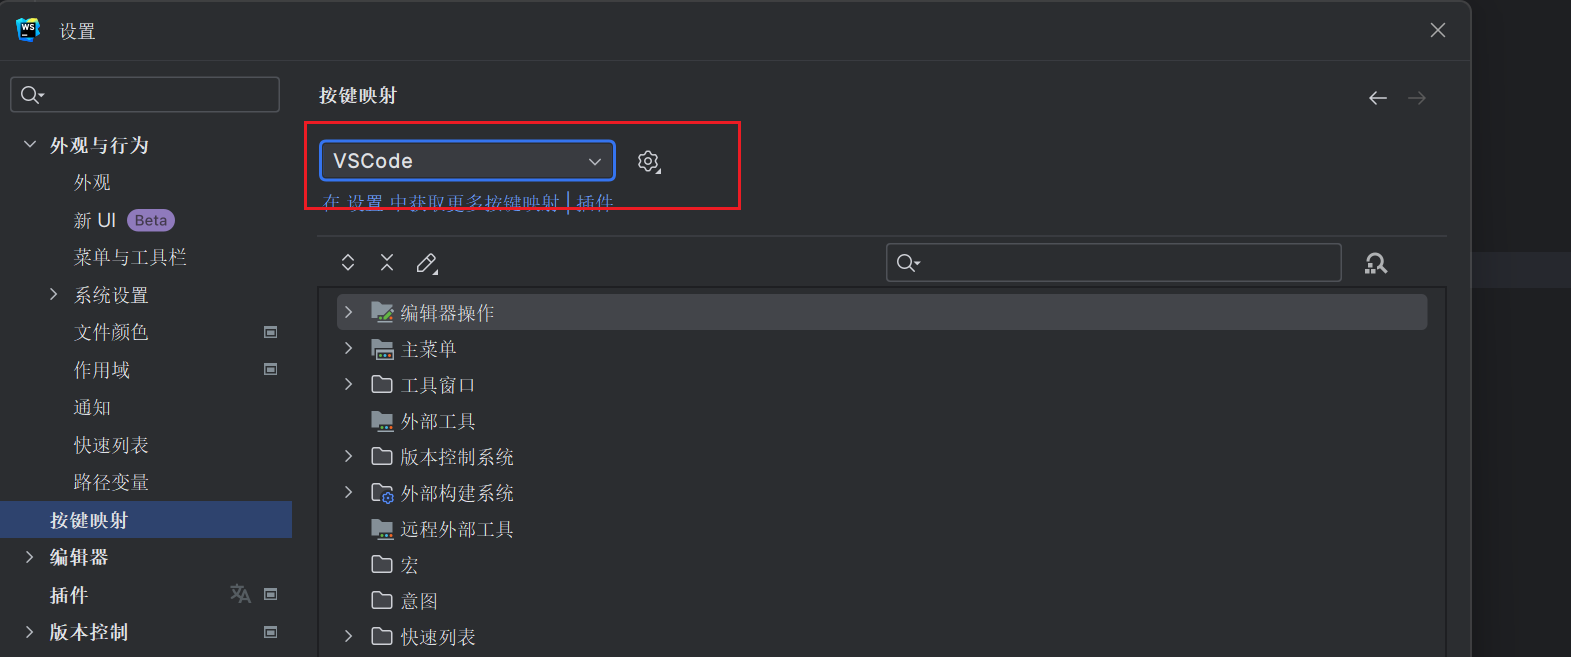 WS
设置
外观与行为
外观
新 UI Beta
菜单与工具栏
系统设置
文件颜色
作用域
通知
快速列表
路径变量
按键映射
编辑器
插件
版本控制
按键映射
VSCode
在 设置 中获取更多按键映射 | 插件
编辑器操作
主菜单
工具窗口
外部工具
版本控制系统
外部构建系统
远程外部工具
宏
意图
快速列表